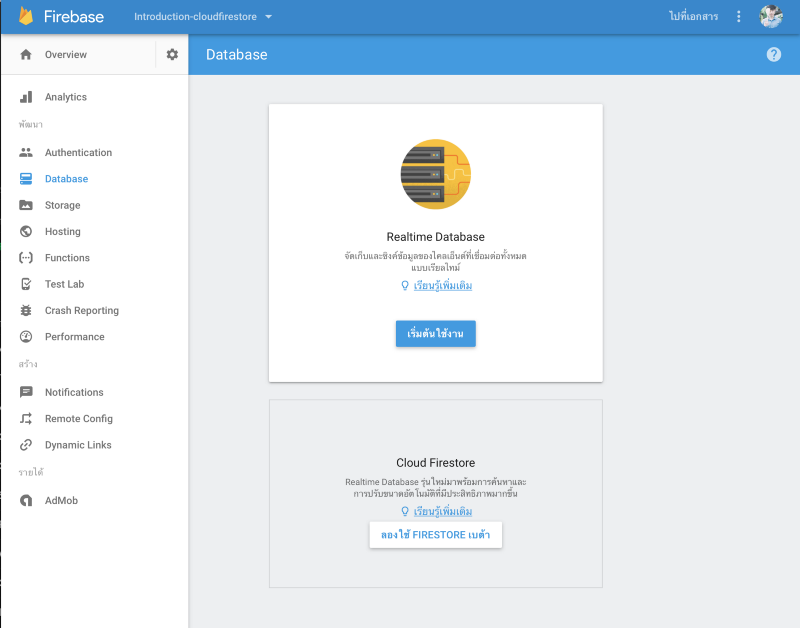 Firebase
Introduction-cloudfirestore
ไปที่เอกสาร
Overview
Database
Analytics
พัฒนา
Authentication
Database
Storage
Hosting
Functions
Test Lab
Crash Reporting
Performance
สร้าง
Notifications
Remote Config
Dynamic Links
รายได้
AdMob
Realtime Database
จัดเก็บและซิงค์ข้อมูลของไคลเอ็นต์ที่เชื่อมต่อทั้งหมด
แบบเรียลไทม์
เรียนรู้เพิ่มเติม
เริ่มต้นใช้งาน
Cloud Firestore
Realtime Database รุ่นใหม่มาพร้อมการค้นหาและ
การปรับขนาดอัตโนมัติที่มีประสิทธิภาพมากขึ้น
เรียนรู้เพิ่มเติม
ลองใช้ FIRESTORE เบต้า